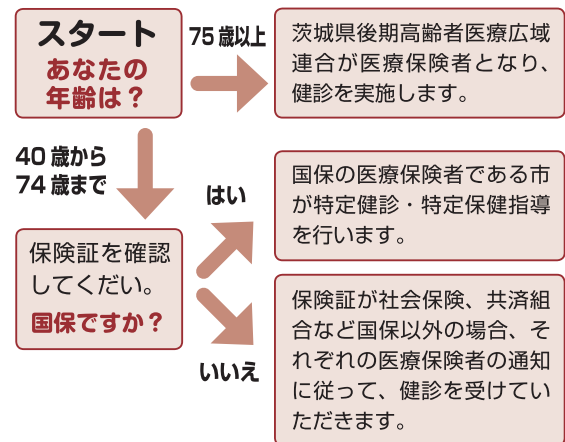 スタート
あなたの
年齢は？
75歳以上
茨城県後期高齢者医療広域
連合が医療保険者となり、
健診を実施します。
40歳から
74歳まで
保険証を確認
してくだい。
国保ですか？
はい
国保の医療保険者である市
が特定健診・特定保健指導
を行います。
いいえ
保険証が社会保険、共済組
合など国保以外の場合、そ
れぞれの医療保険者の通知
に従って、健診を受けてい
ただきます。